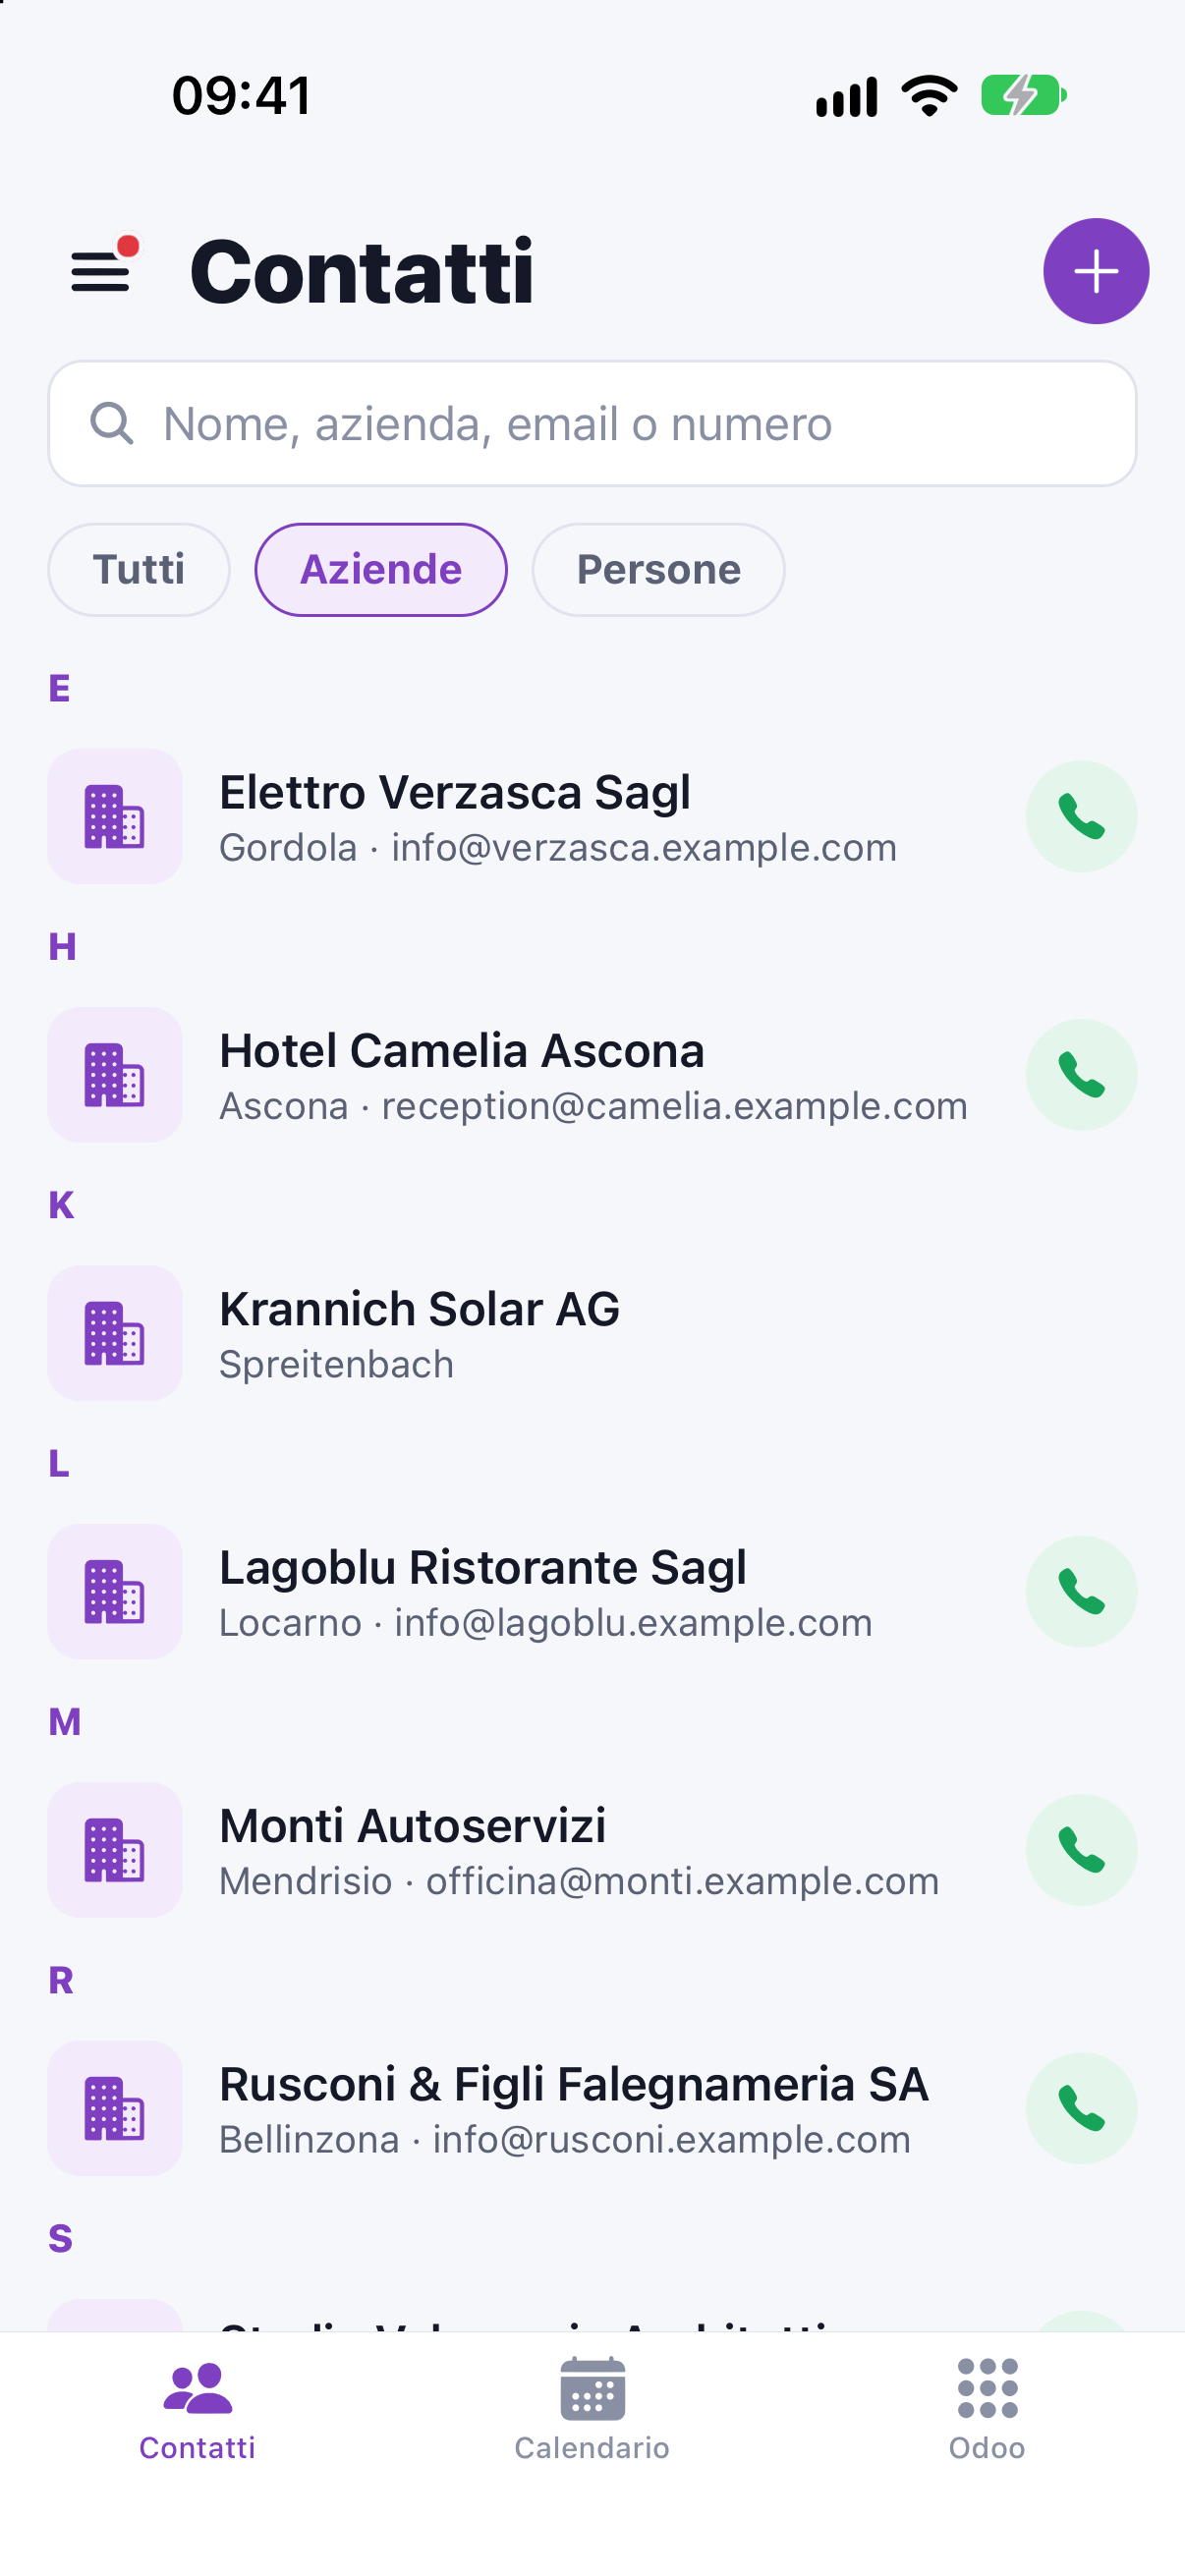 09:41
Contatti
Nome, azienda, email o numero
Tutti
Aziende
Persone
E
Elettro Verzasca Sagl
Gordola · info@verzasca.example.com
H
Hotel Camelia Ascona
Ascona · reception@camelia.example.com
K
Krannich Solar AG
Spreitenbach
L
Lagoblu Ristorante Sagl
Locarno · info@lagoblu.example.com
M
Monti Autoservizi
Mendrisio · officina@monti.example.com
R
Rusconi & Figli Falegnameria SA
Bellinzona · info@rusconi.example.com
S
Contatti
Calendario
Odoo